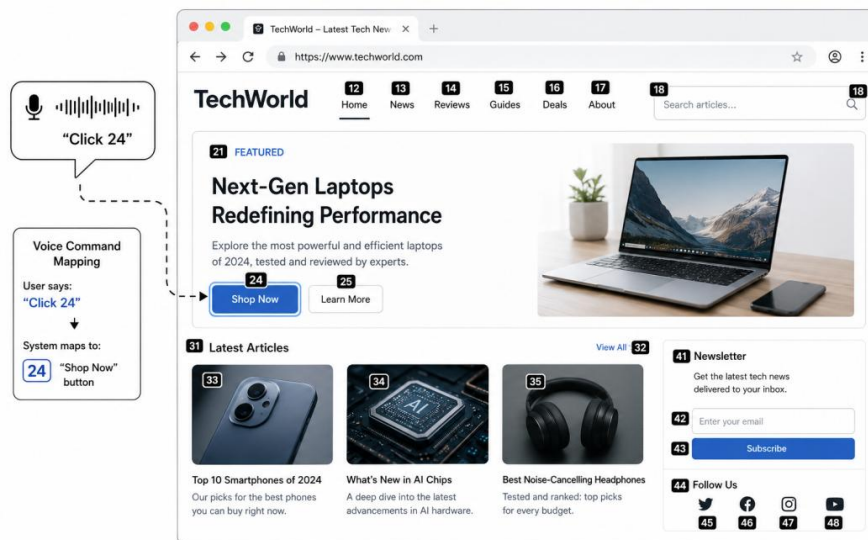 TechWorld – Latest Tech New
https://www.techworld.com
"Click 24"
Voice Command
Mapping
User says:
"Click 24"
System maps to:
24 "Shop Now"
button
TechWorld
12 13 14 15 16 17
Home News Reviews Guides Deals About
18 Search articles... 18
21 FEATURED
Next-Gen Laptops
Redefining Performance
Explore the most powerful and efficient laptops
of 2024, tested and reviewed by experts.
24 25
Shop Now Learn More
31 Latest Articles View All 32
33 34 35
AI
Top 10 Smartphones of 2024
Our picks for the best phones
you can buy right now.
What's New in AI Chips
A deep dive into the latest
advancements in AI hardware.
Best Noise-Cancelling Headphones
Tested and ranked: top picks
for every budget.
41 Newsletter
Get the latest tech news
delivered to your inbox.
42 Enter your email
43 Subscribe
44 Follow Us
45 46 47 48